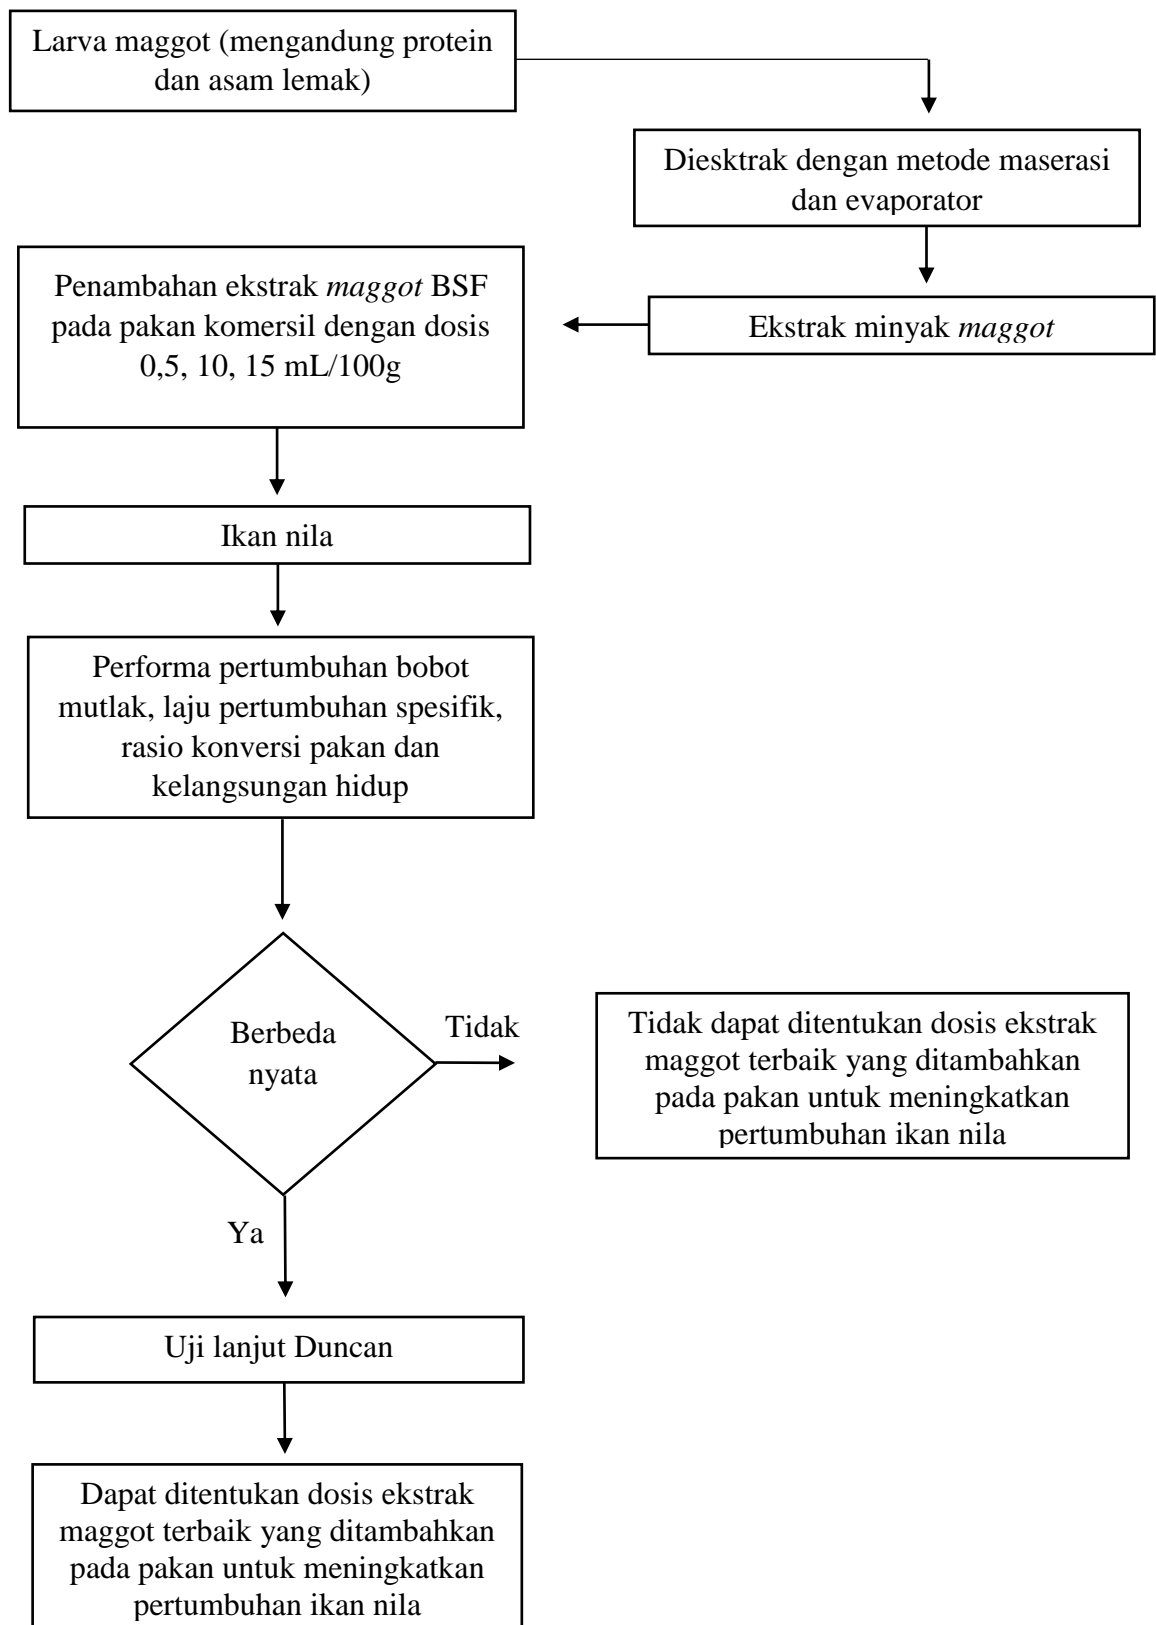 Larva maggot (mengandung protein
dan asam lemak)
Diesktrak dengan metode maserasi
dan evaporator
Ekstrak minyak maggot
Penambahan ekstrak maggot BSF
pada pakan komersil dengan dosis
0,5, 10, 15 mL/100g
Ikan nila
Performa pertumbuhan bobot
mutlak, laju pertumbuhan spesifik,
rasio konversi pakan dan
kelangsungan hidup
Berbeda
nyata
Tidak
Tidak dapat ditentukan dosis ekstrak
maggot terbaik yang ditambahkan
pada pakan untuk meningkatkan
pertumbuhan ikan nila
Ya
Uji lanjut Duncan
Dapat ditentukan dosis ekstrak
maggot terbaik yang ditambahkan
pada pakan untuk meningkatkan
pertumbuhan ikan nila